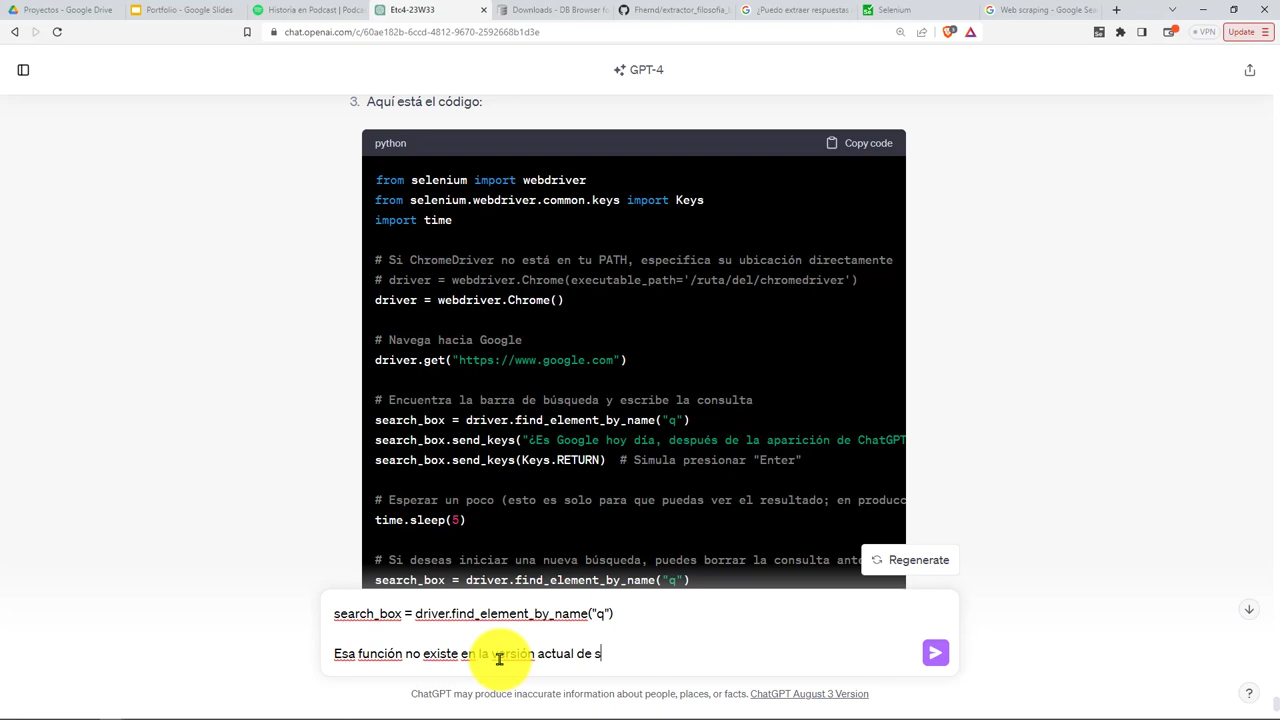 Proyectos - Google Drive
Portfolio - Google Slides
Historia en Podcast | Podca
Etc4-23W33
Downloads - DB Browser fo
Fhernd/extractor_filosofia_l
¿Puedo extraer respuestas
Selenium
Web scraping - Google Sea
chat.openai.com/c/60ae182b-6ccd-4812-9670-2592668b1d3e
VPN
Update
GPT-4
3. Aquí está el código:
python
Copy code
from selenium import webdriver
from selenium.webdriver.common.keys import Keys
import time
# Si ChromeDriver no está en tu PATH, especifica su ubicación directamente
# driver = webdriver.Chrome(executable_path='/ruta/del/chromedriver')
driver = webdriver.Chrome()
# Navega hacia Google
driver.get("https://www.google.com")
# Encuentra la barra de búsqueda y escribe la consulta
search_box = driver.find_element_by_name("q")
search_box.send_keys("¿Es Google hoy día, después de la aparición de ChatGPT
search_box.send_keys(Keys.RETURN)  # Simula presionar "Enter"
# Esperar un poco (esto es solo para que puedas ver el resultado; en producc
time.sleep(5)
# Si deseas iniciar una nueva búsqueda, puedes borrar la consulta ante
search_box = driver.find_element_by_name("q")
Regenerate
search_box = driver.find_element_by_name("q")
Esa función no existe en la versión actual de s
ChatGPT may produce inaccurate information about people, places, or facts. ChatGPT August 3 Version
?